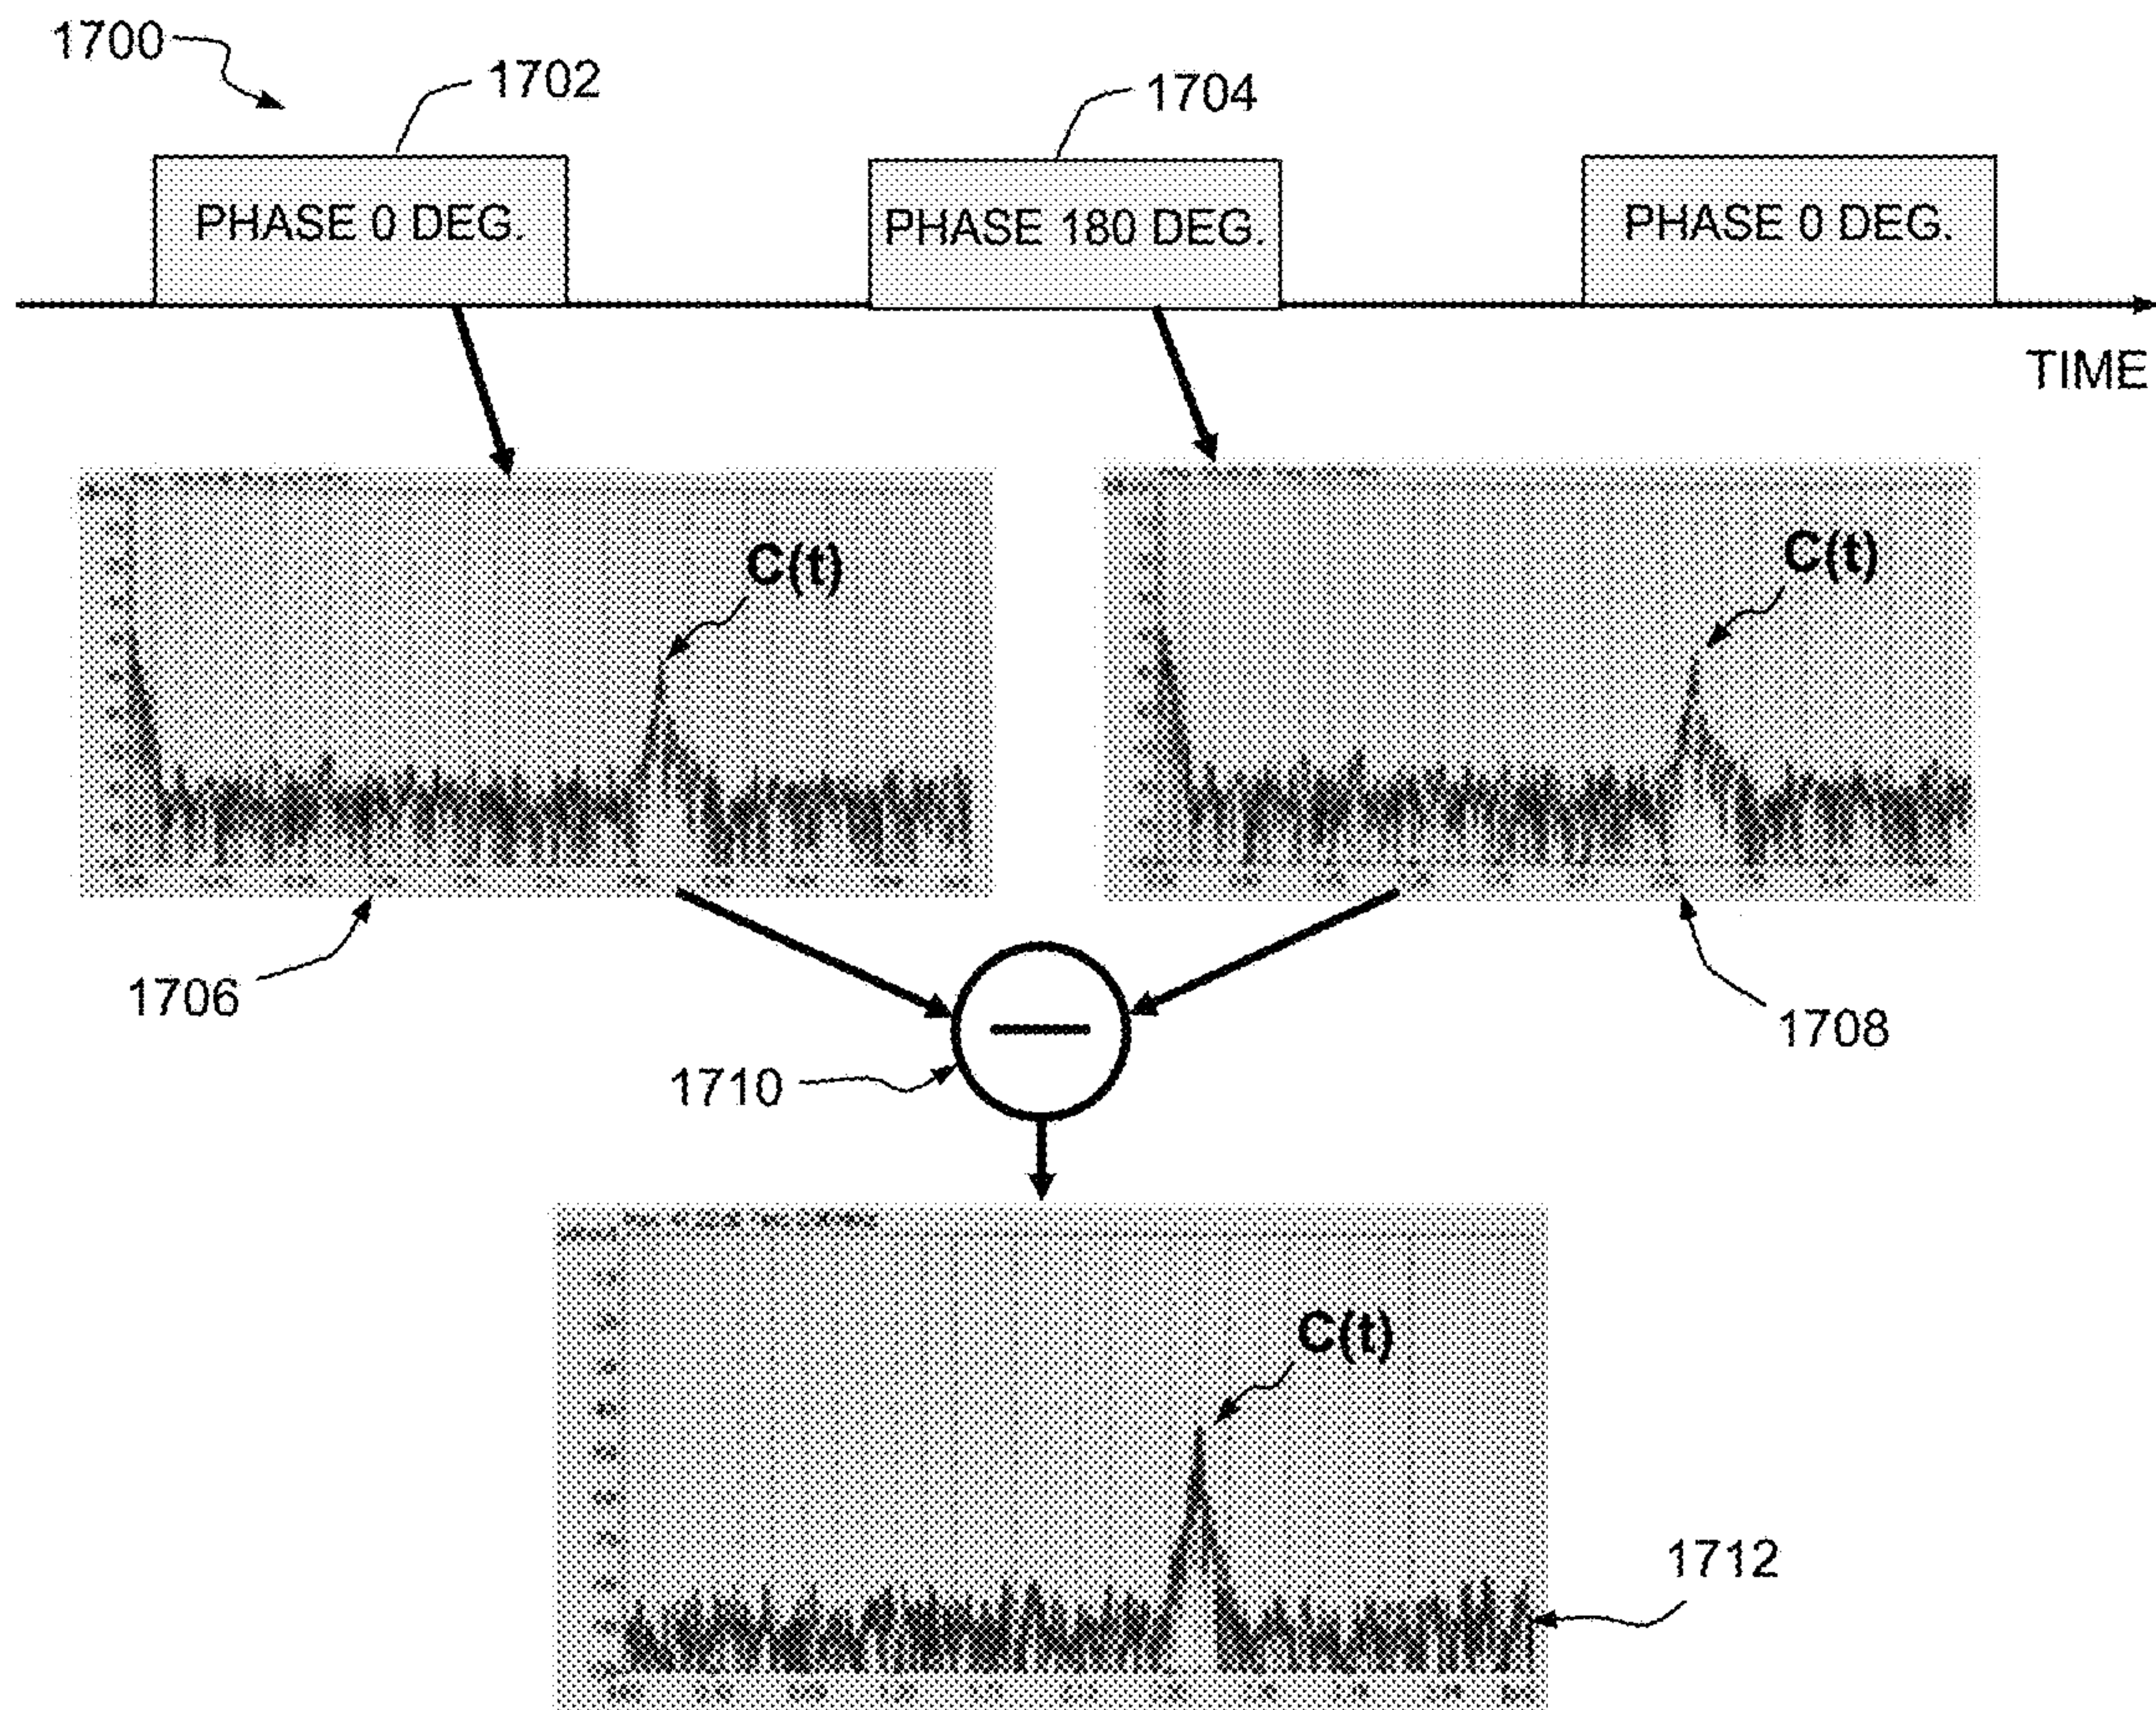 1700
1702
1704
PHASE 0 DEG.
PHASE 180 DEG.
PHASE 0 DEG.
TIME
C(t)
C(t)
1706
1708
1710
C(t)
1712